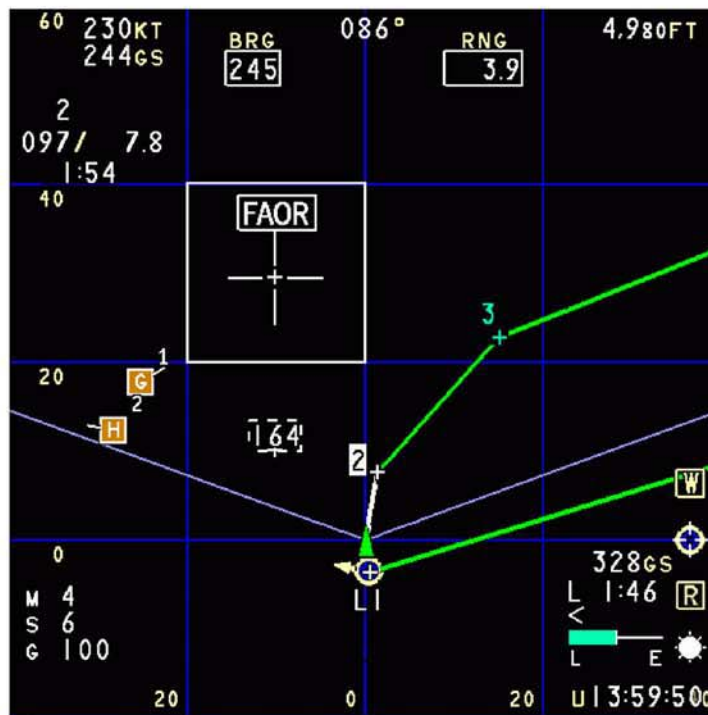 60 230KT 086° 4,980FT
244GS BRG RNG
245 3.9
2
097/ 7.8
1:54
40
FAOR
3
1
20 G
2
H 164
2
W
0
328GS
M 4 L 1:46
S 6 L1 < R
G 100
L E
20 0 20 U 13:59:50